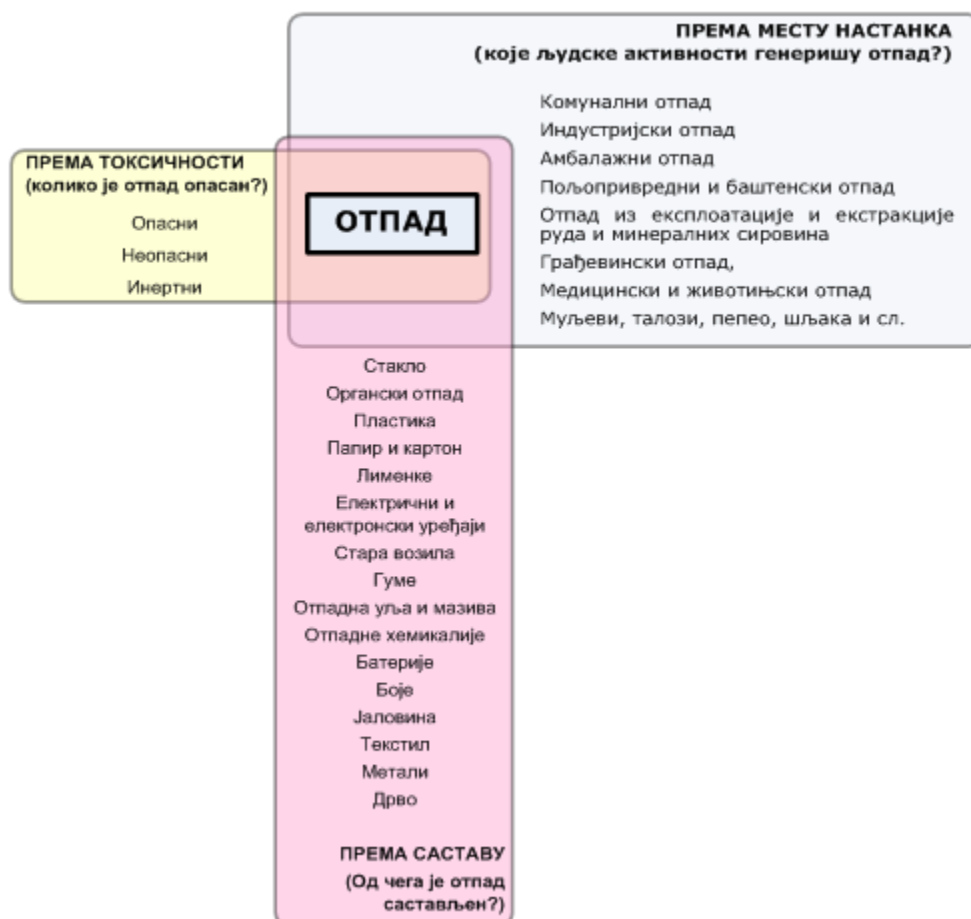 ПРЕМА МЕСТУ НАСТАНКА
(које људске активности генеришу отпад?)
Комунални отпад
Индустријски отпад
Амбалажни отпад
Пољопривредни и баштенски отпад
Отпад из експлоатације и екстракције
руда и минералних сировина
Грађевински отпад,
Медицински и животињски отпад
Муљеви, талози, пепео, шљака и сл.
ПРЕМА ТОКСИЧНОСТИ
(колико је отпад опасан?)
Опасни
Неопасни
Инертни
ОТПАД
Стакло
Органски отпад
Пластика
Папир и картон
Лименке
Електрични и
електронски уређаји
Стара возила
Гуме
Отпадна уља и мазива
Отпадне хемикалије
Батерије
Боје
Јаловина
Текстил
Метали
Дрво
ПРЕМА САСТАВУ
(Од чега је отпад
састављен?)